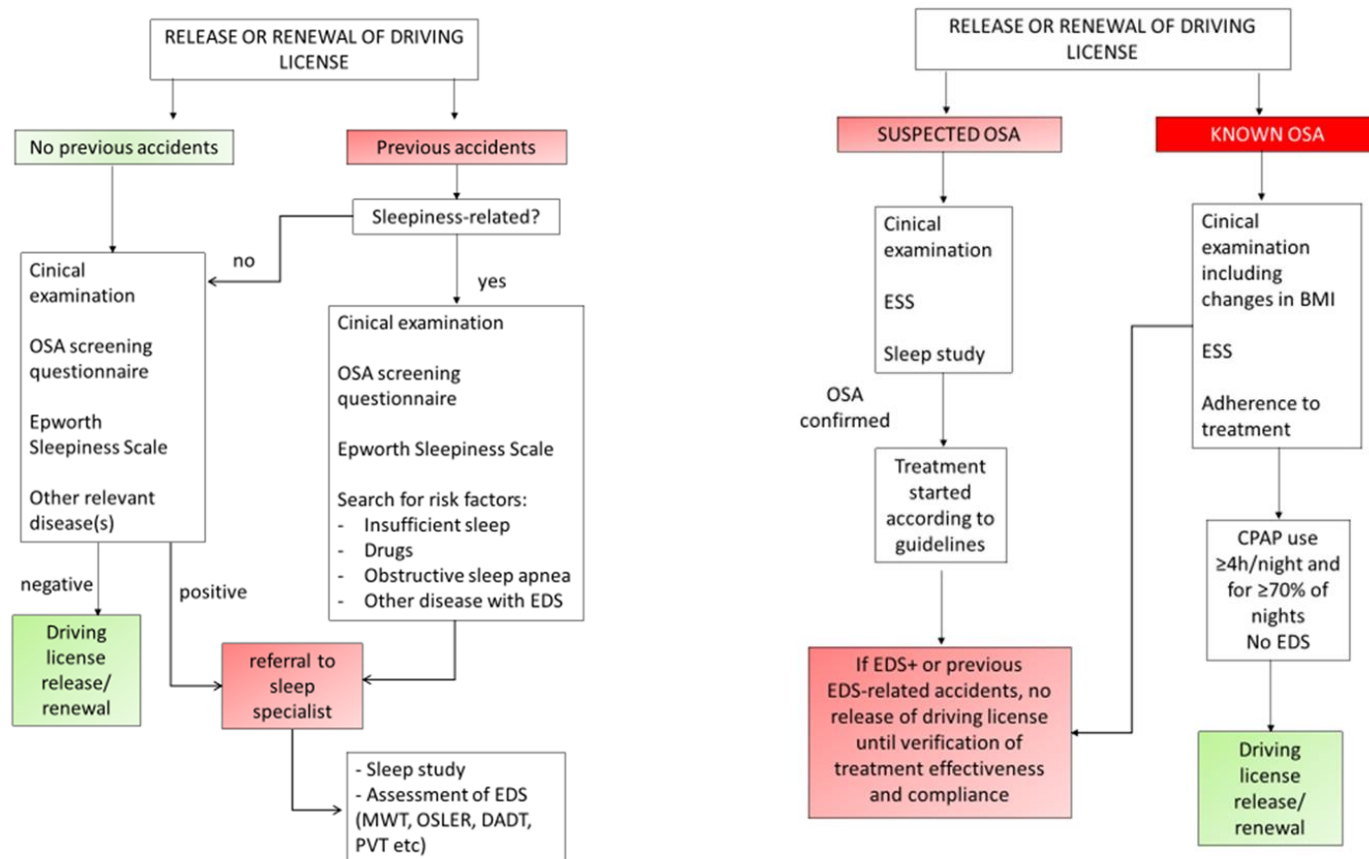 RELEASE OR RENEWAL OF DRIVING
LICENSE
No previous accidents
Previous accidents
Sleepiness-related?
no
yes
Cinical
examination
OSA screening
questionnaire
Epworth
Sleepiness Scale
Other relevant
disease(s)
Cinical examination
OSA screening
questionnaire
Epworth Sleepiness Scale
Search for risk factors:
- Insufficient sleep
- Drugs
- Obstructive sleep apnea
- Other disease with EDS
negative
positive
Driving
license
release/
renewal
referral to
sleep
specialist
- Sleep study
- Assessment of EDS
(MWT, OSLER, DADT,
PVT etc)
RELEASE OR RENEWAL OF DRIVING
LICENSE
SUSPECTED OSA
KNOWN OSA
Cinical
examination
ESS
Sleep study
OSA
confirmed
Treatment
started
according to
guidelines
If EDS+ or previous
EDS-related accidents, no
release of driving license
until verification of
treatment effectiveness
and compliance
Cinical
examination
including
changes in BMI
ESS
Adherence to
treatment
CPAP use
≥4h/night and
for ≥70% of
nights
No EDS
Driving
license
release/
renewal